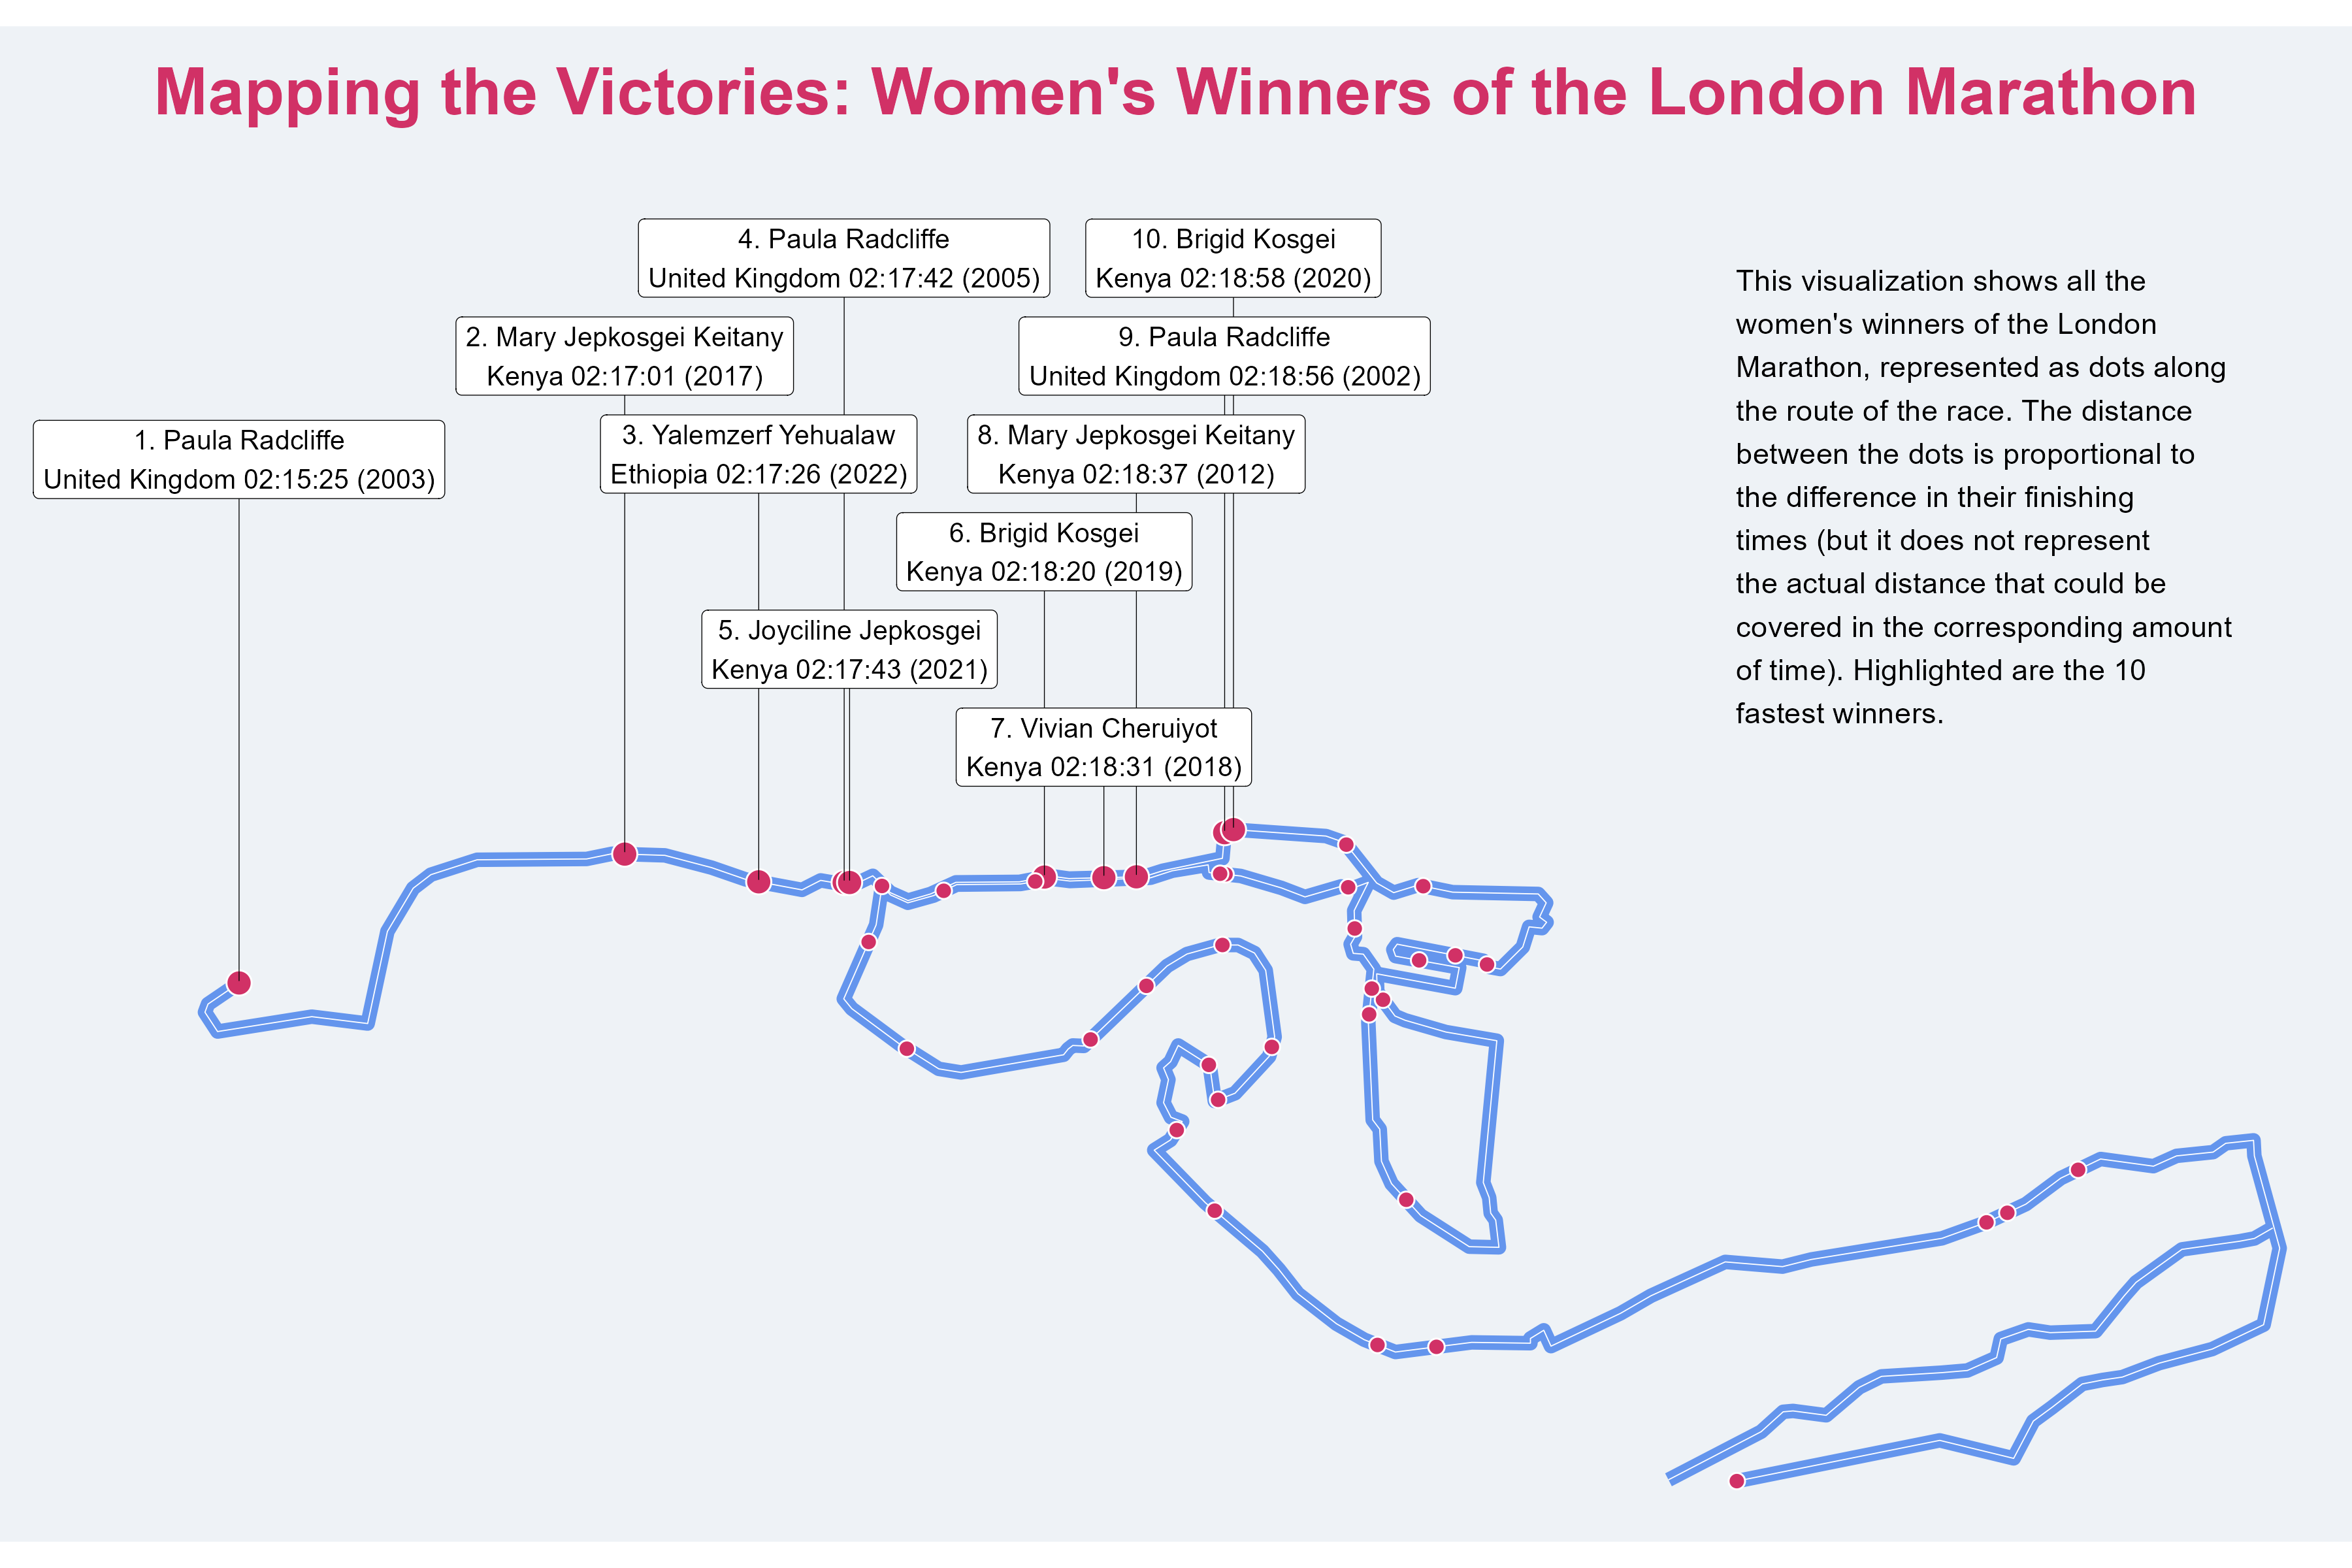 Mapping the Victories: Women's Winners of the London Marathon
4. Paula Radcliffe
United Kingdom 02:17:42 (2005)
10. Brigid Kosgei
Kenya 02:18:58 (2020)
2. Mary Jepkosgei Keitany
Kenya 02:17:01 (2017)
9. Paula Radcliffe
United Kingdom 02:18:56 (2002)
1. Paula Radcliffe
United Kingdom 02:15:25 (2003)
3. Yalemzerf Yehualaw
Ethiopia 02:17:26 (2022)
8. Mary Jepkosgei Keitany
Kenya 02:18:37 (2012)
6. Brigid Kosgei
Kenya 02:18:20 (2019)
5. Joyciline Jepkosgei
Kenya 02:17:43 (2021)
7. Vivian Cheruiyot
Kenya 02:18:31 (2018)
This visualization shows all the
women's winners of the London
Marathon, represented as dots along
the route of the race. The distance
between the dots is proportional to
the difference in their finishing
times (but it does not represent
the actual distance that could be
covered in the corresponding amount
of time). Highlighted are the 10
fastest winners.